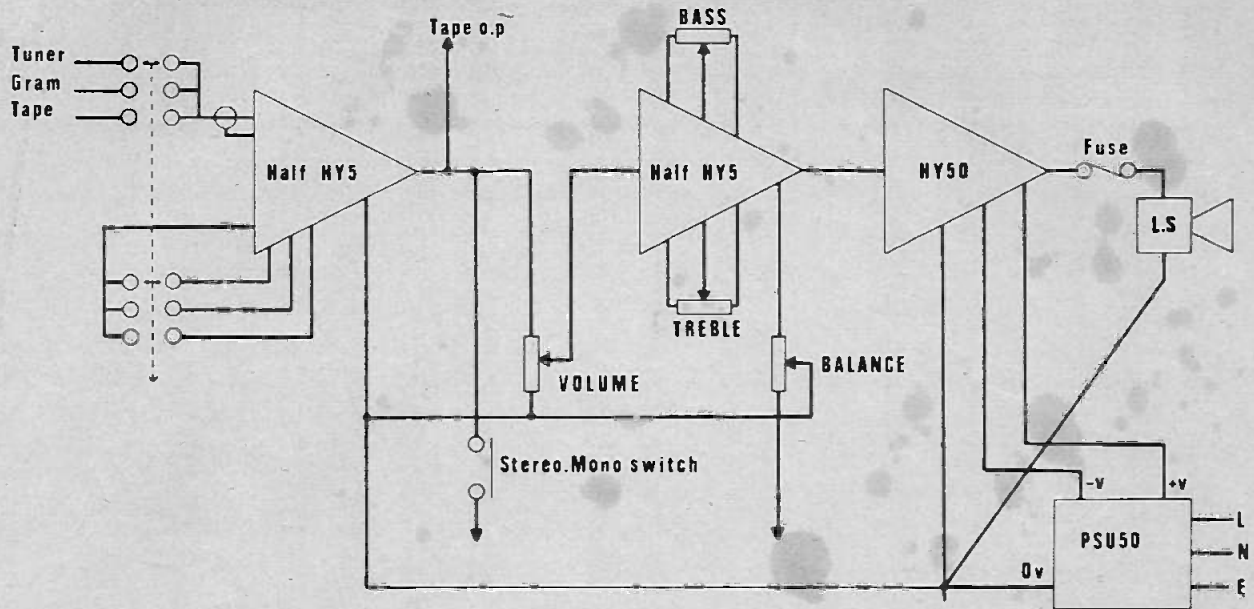 Tape o.p
BASS
Tuner
Gram
Tape
Half HY5
Half HY5
HY50
Fuse
L.S
TREBLE
VOLUME
BALANCE
Stereo.Mono switch
-v
+v
PSU50
L
N
E
0v